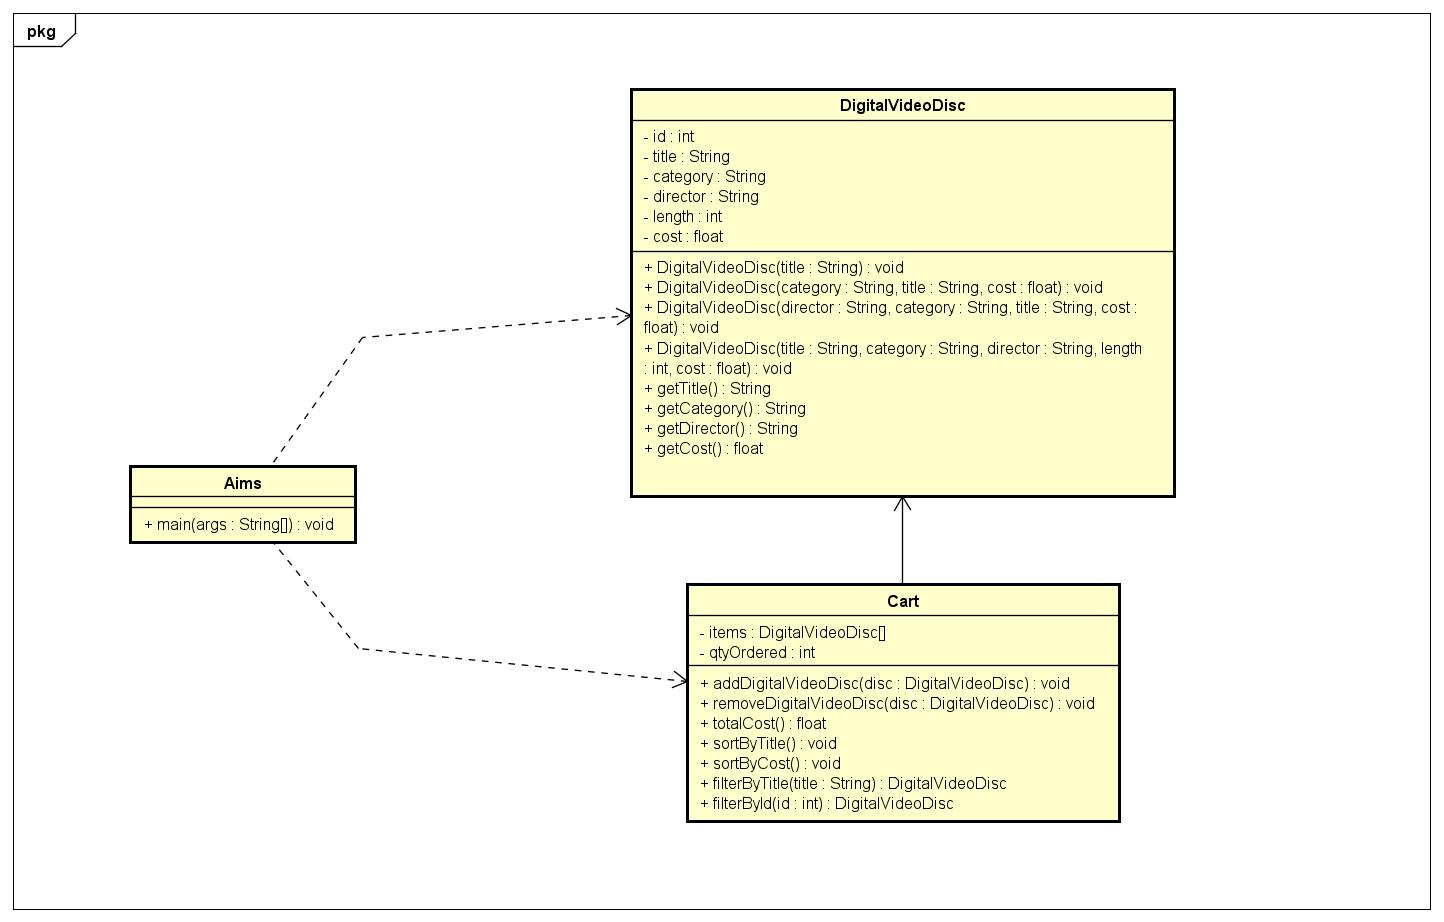 pkg
DigitalVideoDisc
- id : int
- title : String
- category : String
- director : String
- length : int
- cost : float
+ DigitalVideoDisc(title : String) : void
+ DigitalVideoDisc(category : String, title : String, cost : float) : void
+ DigitalVideoDisc(director : String, category : String, title : String, cost :
float) : void
+ DigitalVideoDisc(title : String, category : String, director : String, length
: int, cost : float) : void
+ getTitle() : String
+ getCategory() : String
+ getDirector() : String
+ getCost() : float
Aims
+ main(args : String[]) : void
Cart
- items : DigitalVideoDisc[]
- qtyOrdered : int
+ addDigitalVideoDisc(disc : DigitalVideoDisc) : void
+ removeDigitalVideoDisc(disc : DigitalVideoDisc) : void
+ totalCost() : float
+ sortByTitle() : void
+ sortByCost() : void
+ filterByTitle(title : String) : DigitalVideoDisc
+ filterById(id : int) : DigitalVideoDisc